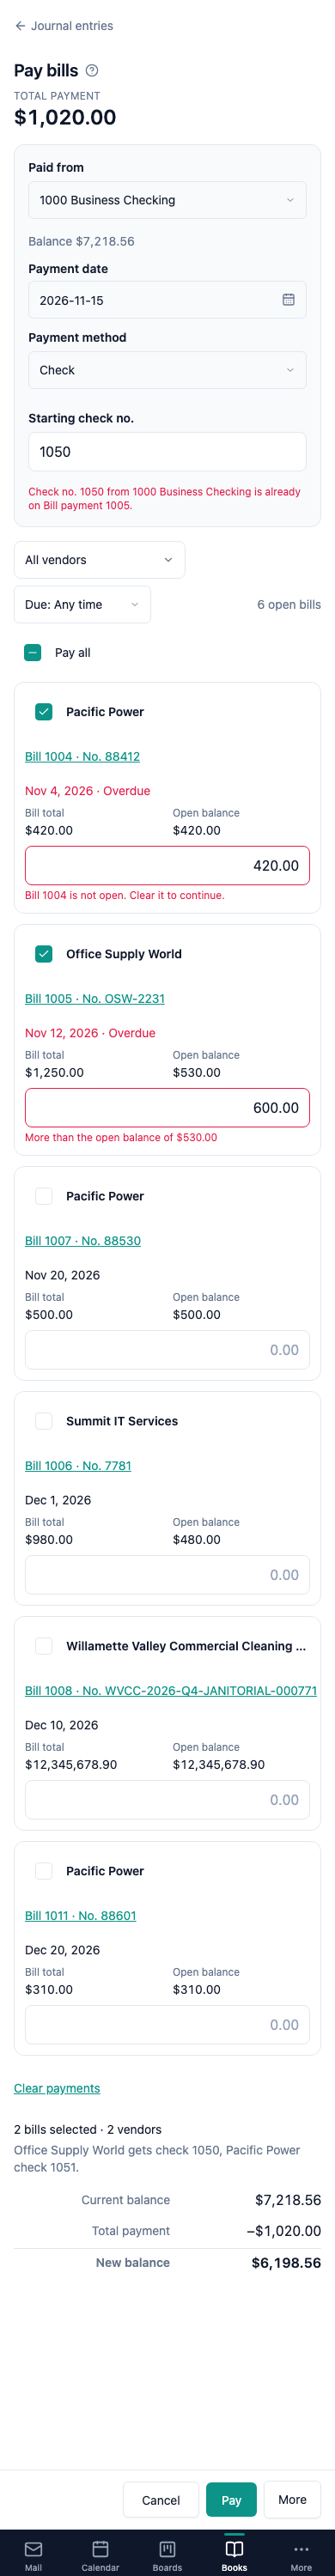 Journal entries
Pay bills
TOTAL PAYMENT
$1,020.00
Paid from
1000 Business Checking
Balance $7,218.56
Payment date
2026-11-15
Payment method
Check
Starting check no.
1050
Check no. 1050 from 1000 Business Checking is already
on Bill payment 1005.
All vendors
Due: Any time
6 open bills
Pay all
Pacific Power
Bill 1004 · No. 88412
Nov 4, 2026 · Overdue
Bill total Open balance
$420.00 $420.00
420.00
Bill 1004 is not open. Clear it to continue.
Office Supply World
Bill 1005 · No. OSW-2231
Nov 12, 2026 · Overdue
Bill total Open balance
$1,250.00 $530.00
600.00
More than the open balance of $530.00
Pacific Power
Bill 1007 · No. 88530
Nov 20, 2026
Bill total Open balance
$500.00 $500.00
0.00
Summit IT Services
Bill 1006 · No. 7781
Dec 1, 2026
Bill total Open balance
$980.00 $480.00
0.00
Willamette Valley Commercial Cleaning ...
Bill 1008 · No. WVCC-2026-Q4-JANITORIAL-000771
Dec 10, 2026
Bill total Open balance
$12,345,678.90 $12,345,678.90
0.00
Pacific Power
Bill 1011 · No. 88601
Dec 20, 2026
Bill total Open balance
$310.00 $310.00
0.00
Clear payments
2 bills selected · 2 vendors
Office Supply World gets check 1050, Pacific Power
check 1051.
Current balance $7,218.56
Total payment −$1,020.00
New balance $6,198.56
Cancel Pay More
Mail Calendar Boards Books More